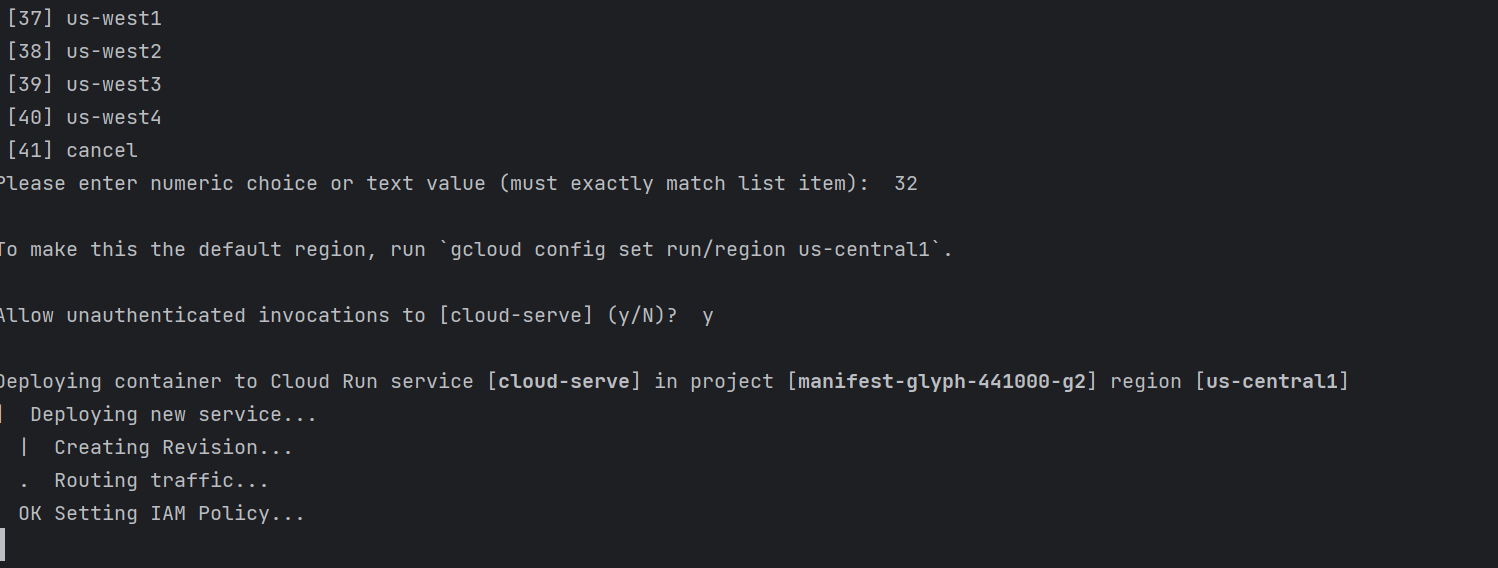 [37] us-west1
[38] us-west2
[39] us-west3
[40] us-west4
[41] cancel
Please enter numeric choice or text value (must exactly match list item):  32
To make this the default region, run `gcloud config set run/region us-central1`.
Allow unauthenticated invocations to [cloud-serve] (y/N)?  y
Deploying container to Cloud Run service [cloud-serve] in project [manifest-glyph-441000-g2] region [us-central1]
|  Deploying new service...
|  Creating Revision...
.  Routing traffic...
OK Setting IAM Policy...